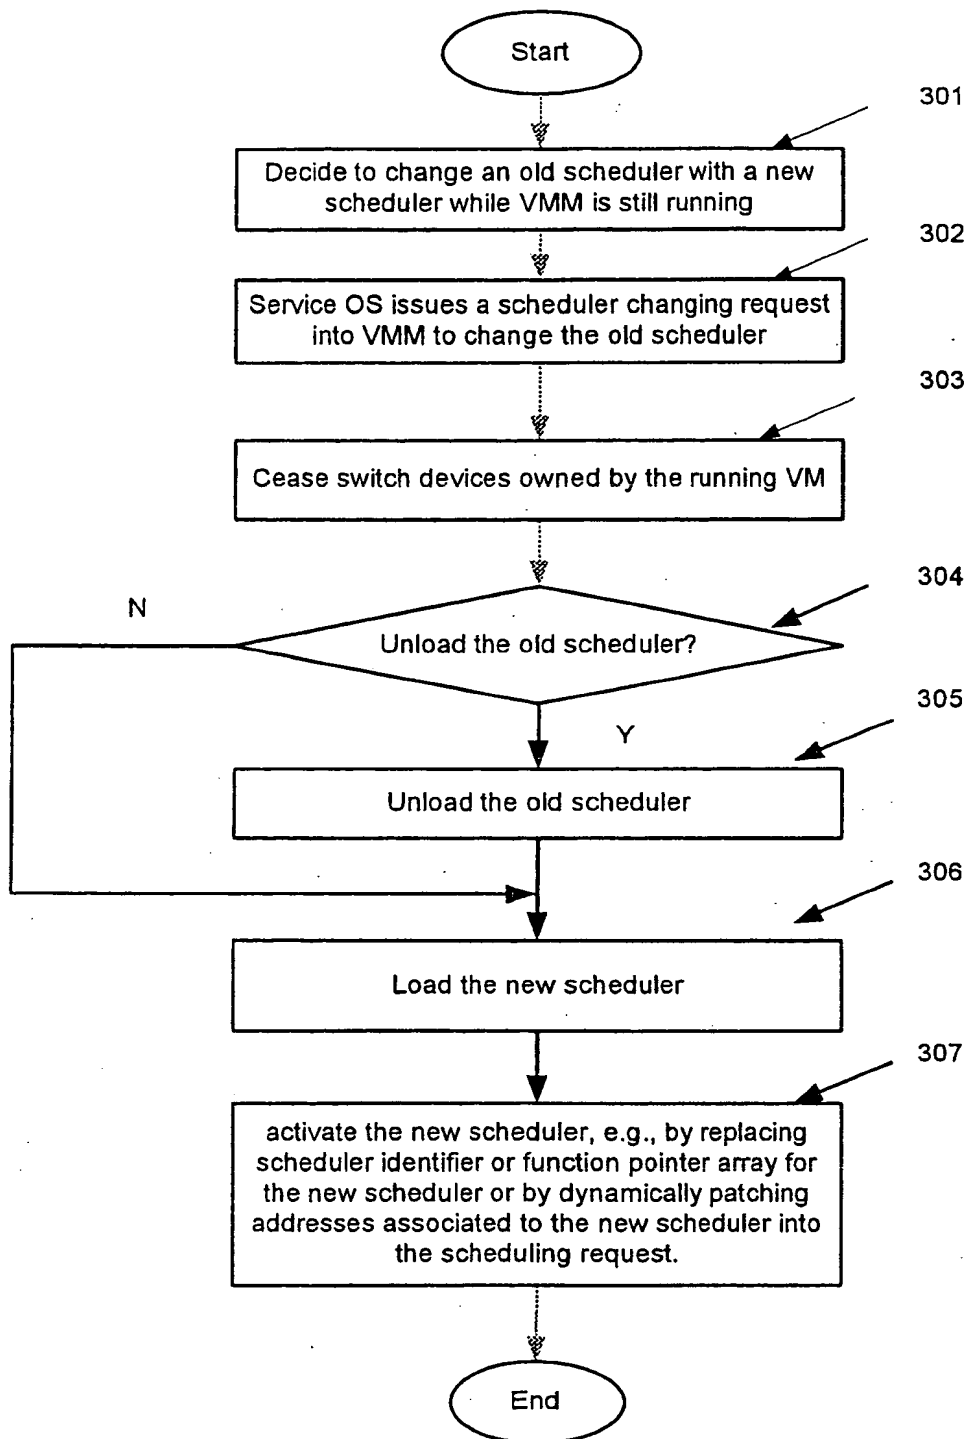 Start
301
Decide to change an old scheduler with a new
scheduler while VMM is still running
302
Service OS issues a scheduler changing request
into VMM to change the old scheduler
303
Cease switch devices owned by the running VM
304
N
Unload the old scheduler?
305
Y
Unload the old scheduler
306
Load the new scheduler
307
activate the new scheduler, e.g., by replacing
scheduler identifier or function pointer array for
the new scheduler or by dynamically patching
addresses associated to the new scheduler into
the scheduling request.
End